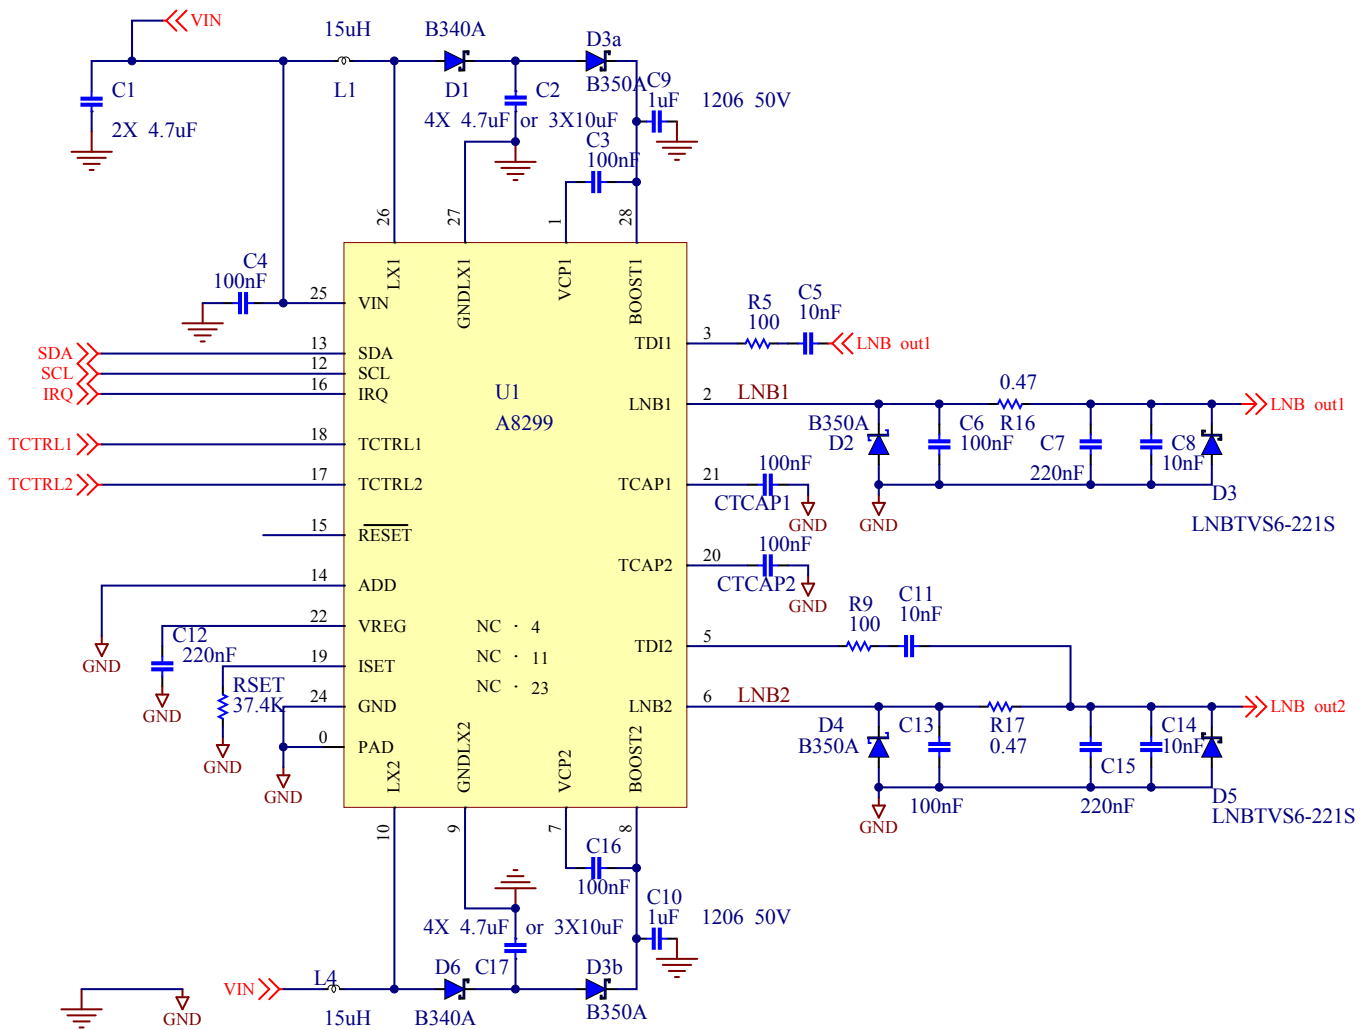 VIN
15uH
B340A
D3a
C1
L1
D1
C2
B350A
C9
1uF 1206 50V
2X 4.7uF
4X 4.7uF or 3X10uF
C3
100nF
26
27
1
28
C4
100nF
LX1
GNDLX1
VCP1
BOOST1
25
VIN
R5
100
C5
10nF
3
TDI1
LNB out1
SDA
13
SDA
SCL
12
SCL
IRQ
16
IRQ
U1
A8299
LNB1
2
LNB1
0.47
R16
LNB out1
B350A
D2
C6
100nF
C7
220nF
C8
10nF
D3
LNBTVS6-221S
TCTRL1
18
TCTRL1
TCTRL2
17
TCTRL2
TCAP1
21
100nF
CTCAP1
GND
GND
15
RESET
TCAP2
20
100nF
CTCAP2
GND
14
ADD
GND
22
VREG
C12
220nF
GND
NC · 4
NC · 11
NC · 23
R9
100
C11
10nF
TDI2
5
19
ISET
RSET
37.4K
GND
24
GND
0
PAD
GND
LNB2
6
LNB2
R17
0.47
LNB out2
D4
B350A
C13
100nF
C15
220nF
C14
10nF
D5
LNBTVS6-221S
GND
LX2
GNDLX2
VCP2
BOOST2
10
9
7
8
C16
100nF
C10
1uF 1206 50V
4X 4.7uF or 3X10uF
VIN
L4
15uH
D6
B340A
C17
D3b
B350A
GND